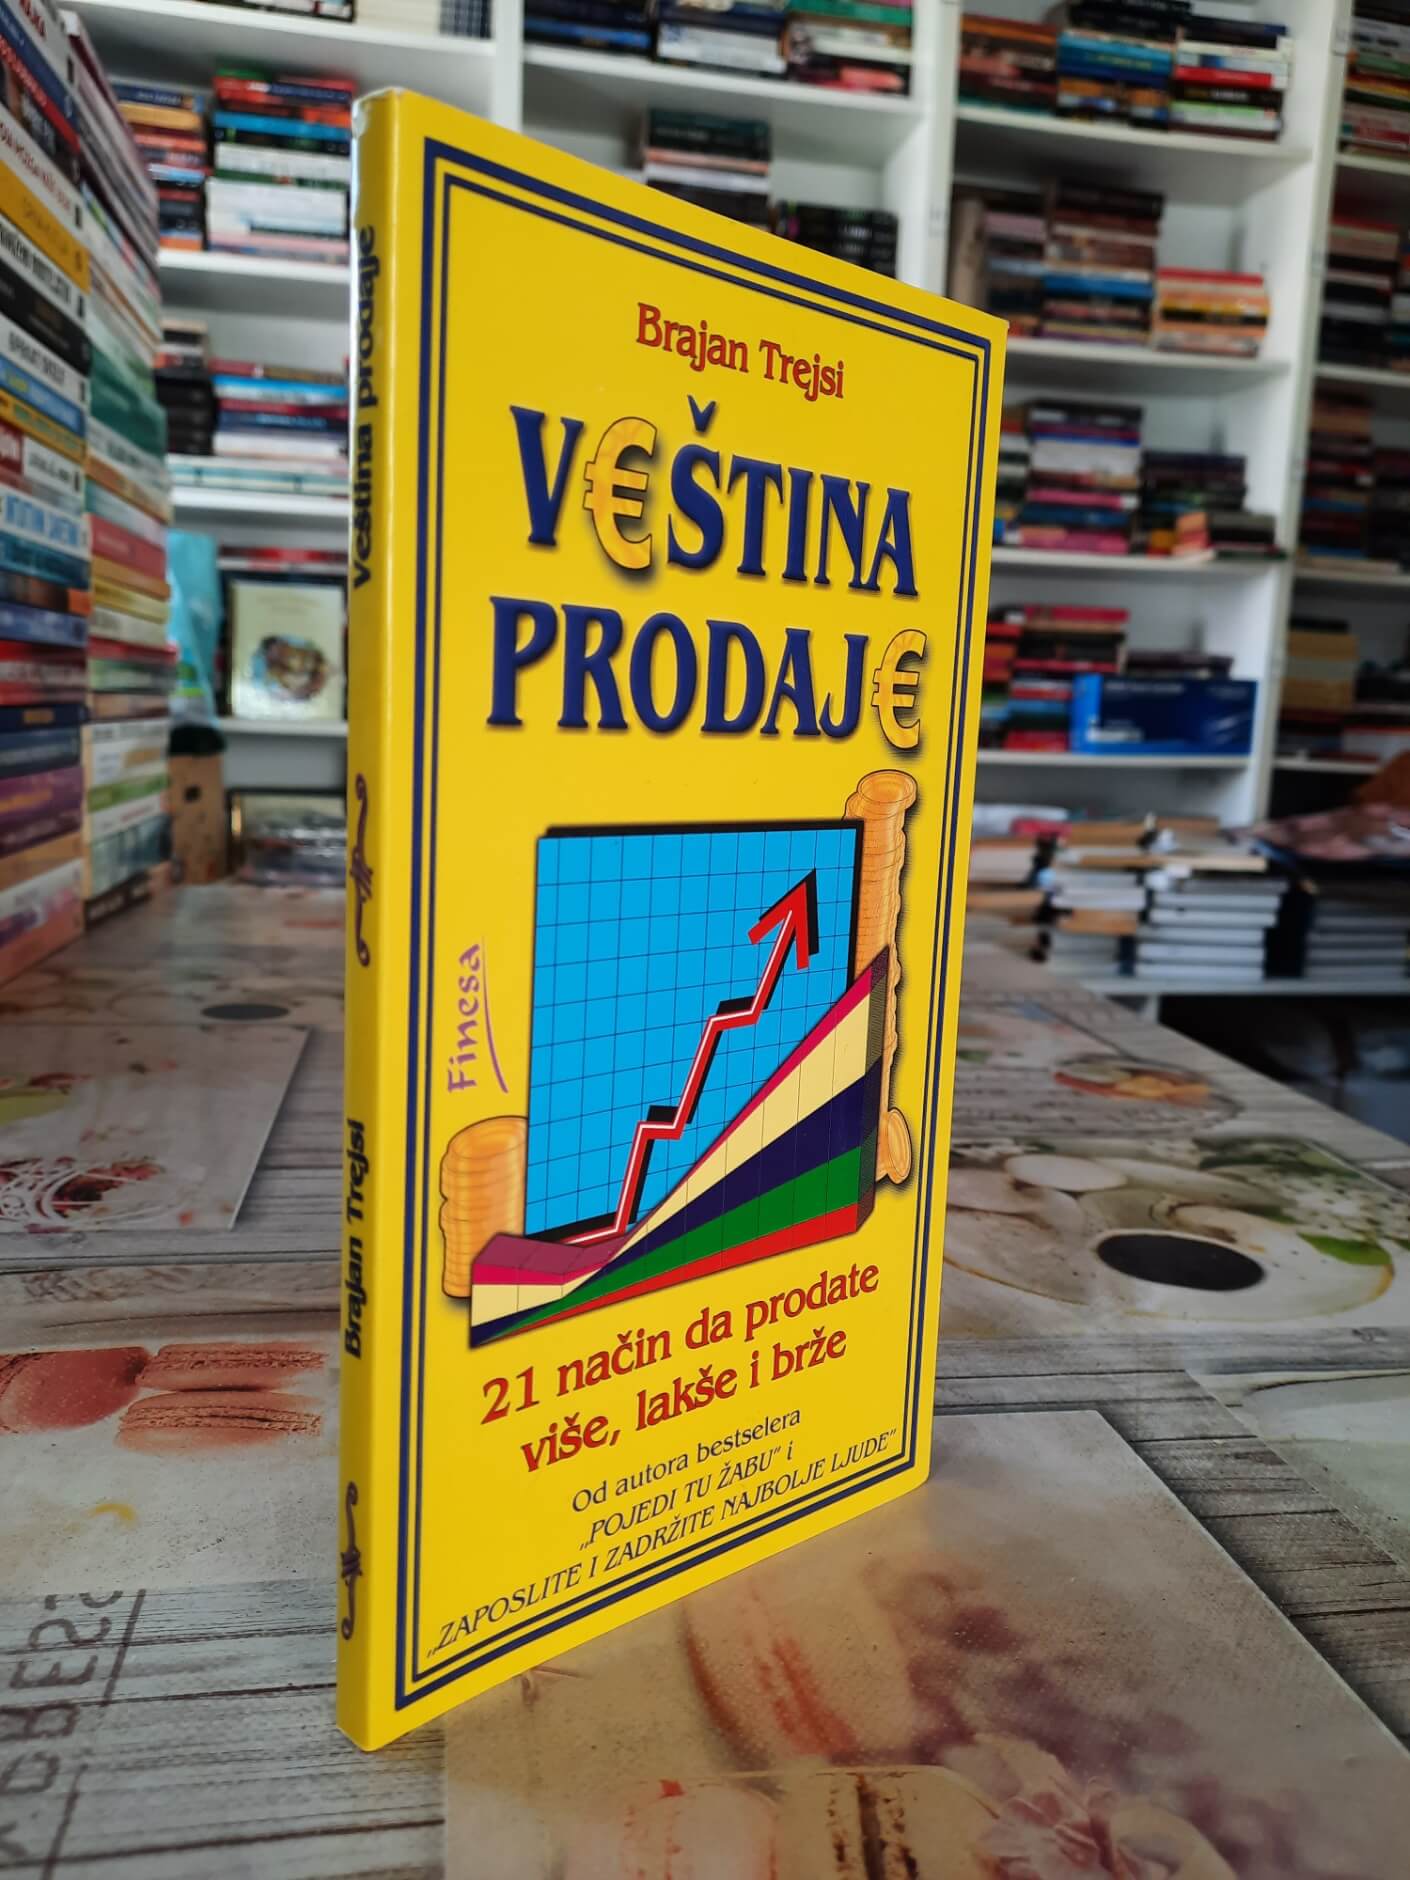 Brajan Trejsi
V€ŠTINA
PRODAJ€
Finesa
21 način da prodate
više, lakše i brže
Od autora bestselera
„POJEDI TU ŽABU” i
„ZAPOSLITE I ZADRŽITE NAJBOLJE LJUDE”
Veština prodaje
Brajan Trejsi